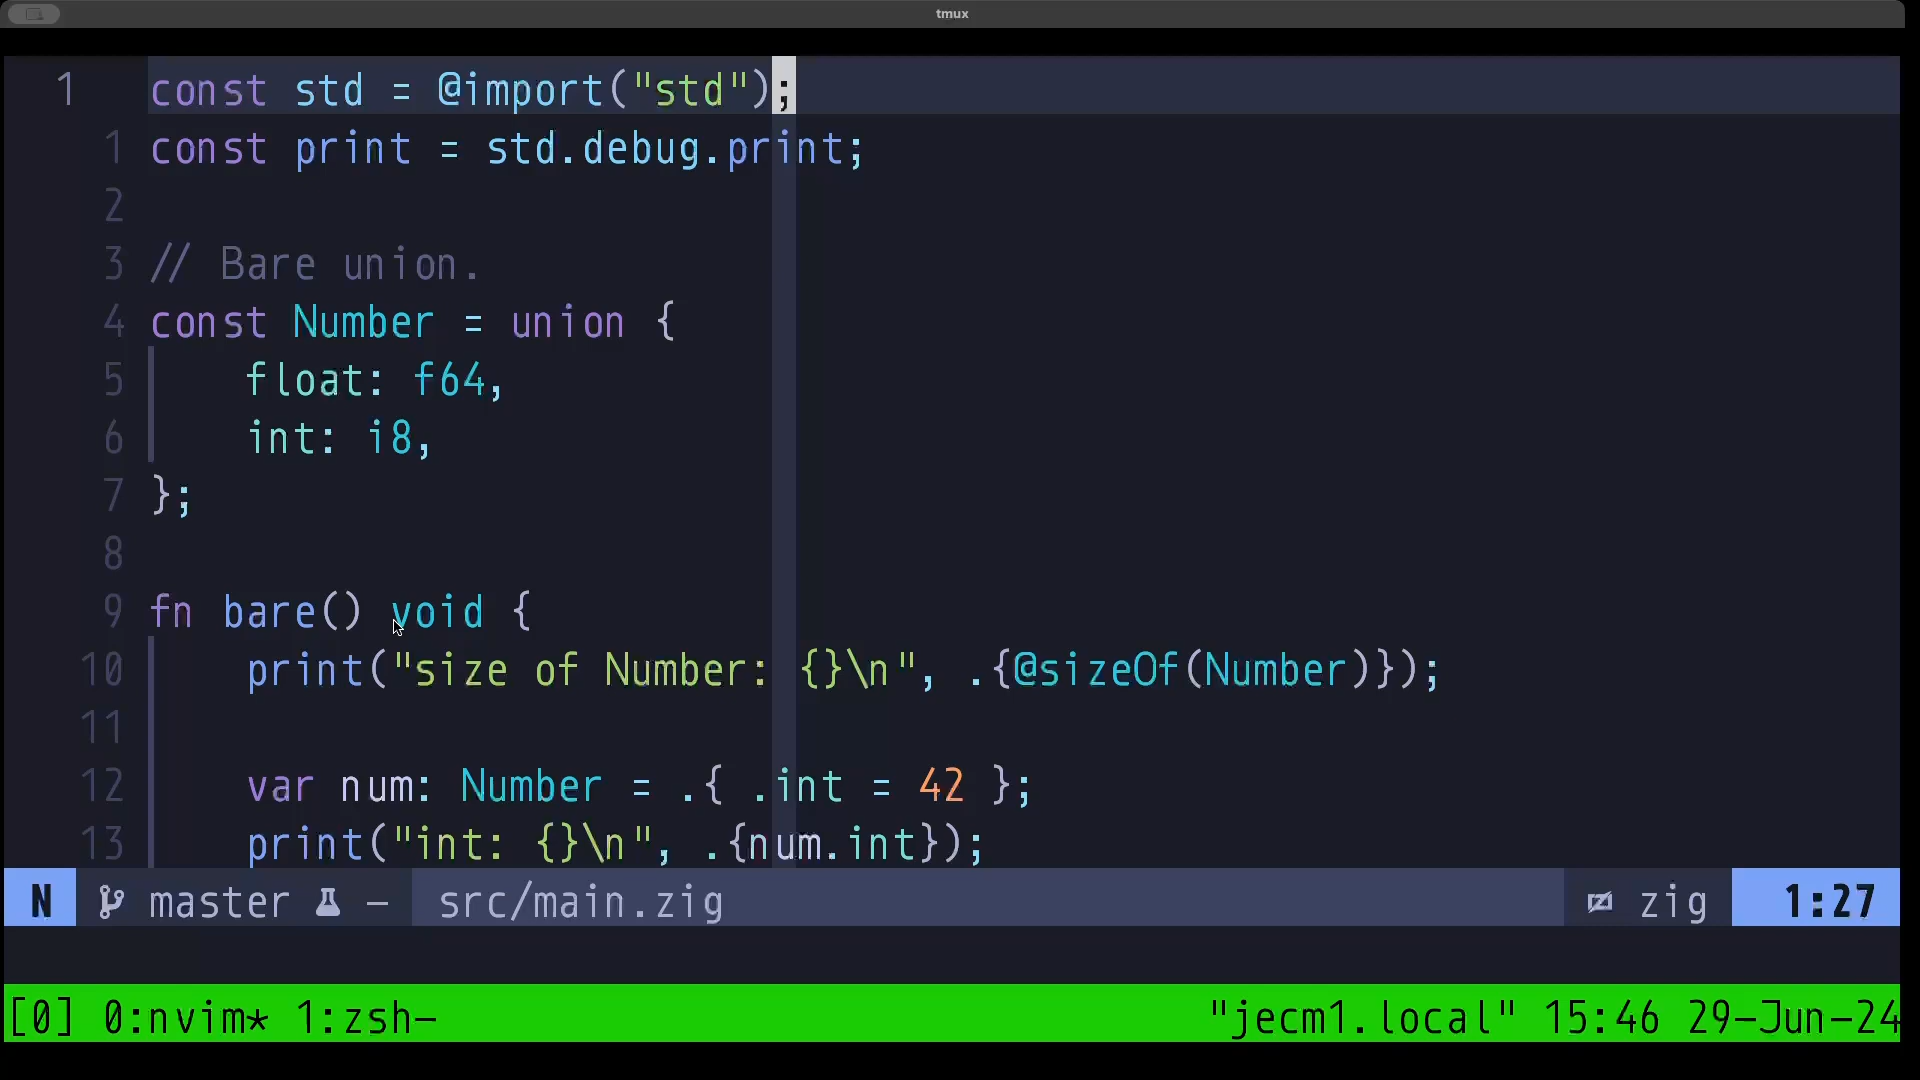 tmux
1 const std = @import("std");
1 const print = std.debug.print;
2
3 // Bare union.
4 const Number = union {
5     float: f64,
6     int: i8,
7 };
8
9 fn bare() void {
10     print("size of Number: {}\n", .{@sizeOf(Number)});
11
12     var num: Number = .{ .int = 42 };
13     print("int: {}\n", .{num.int});
N master - src/main.zig zig 1:27
[0] 0:nvim* 1:zsh- "jecm1.local" 15:46 29-Jun-24